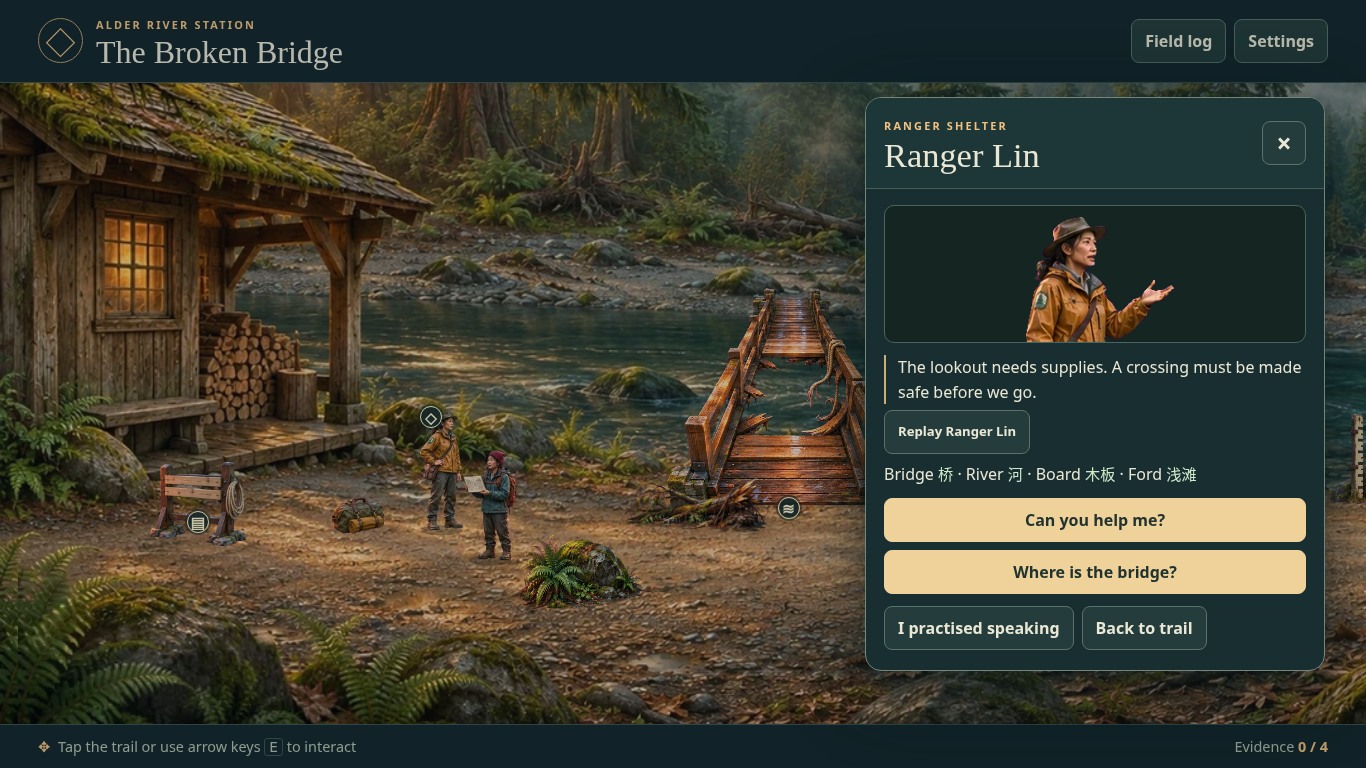 ALDER RIVER STATION
The Broken Bridge
Field log
Settings
RANGER SHELTER
Ranger Lin
×
The lookout needs supplies. A crossing must be made
safe before we go.
Replay Ranger Lin
Bridge 桥 · River 河 · Board 木板 · Ford 浅滩
Can you help me?
Where is the bridge?
I practised speaking
Back to trail
Tap the trail or use arrow keys E to interact
Evidence 0 / 4